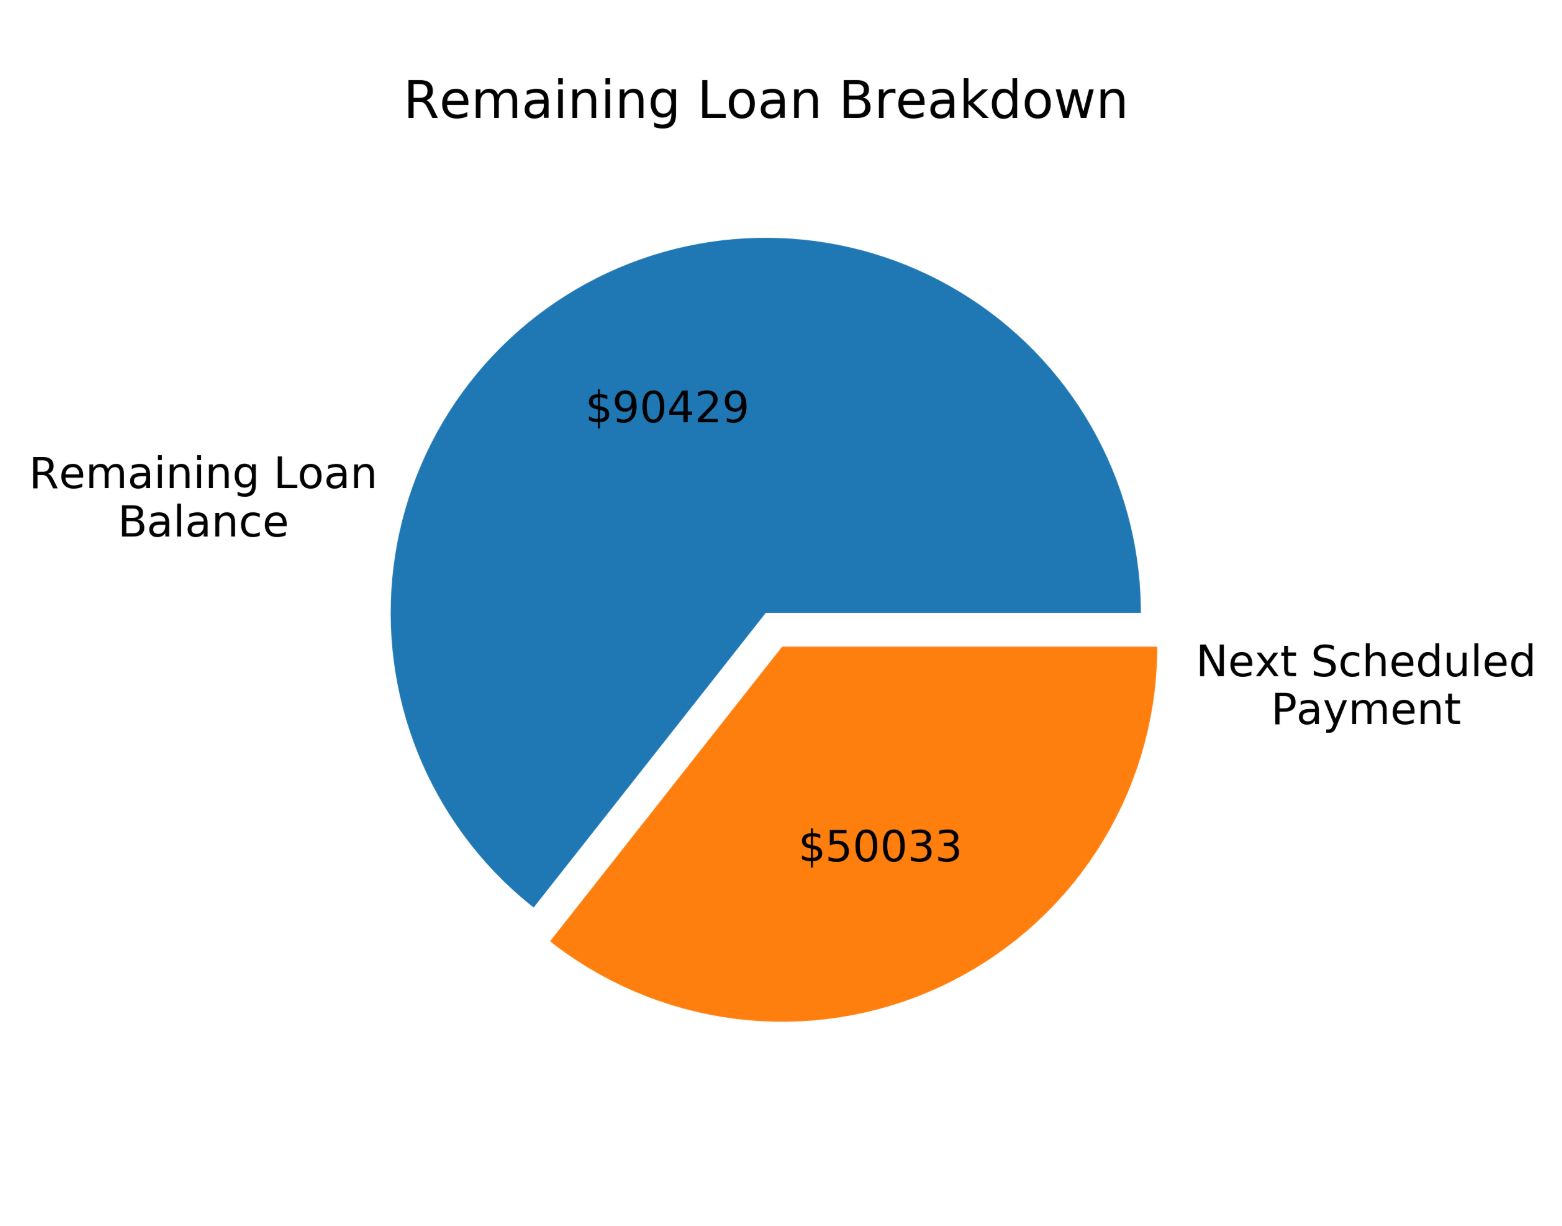 Remaining Loan Breakdown
$90429
Remaining Loan
Balance
Next Scheduled
Payment
$50033